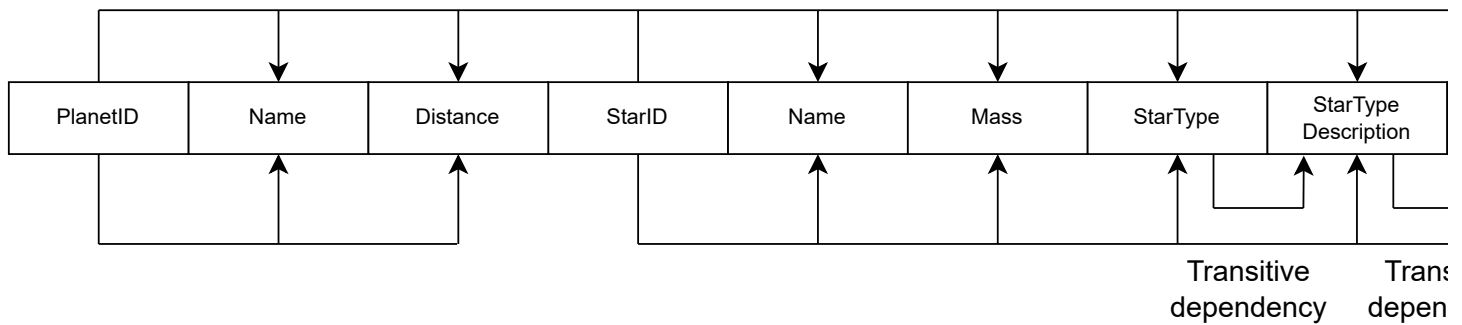 PlanetID
Name
Distance
StarID
Name
Mass
StarType
StarType
Description
Transitive
dependency